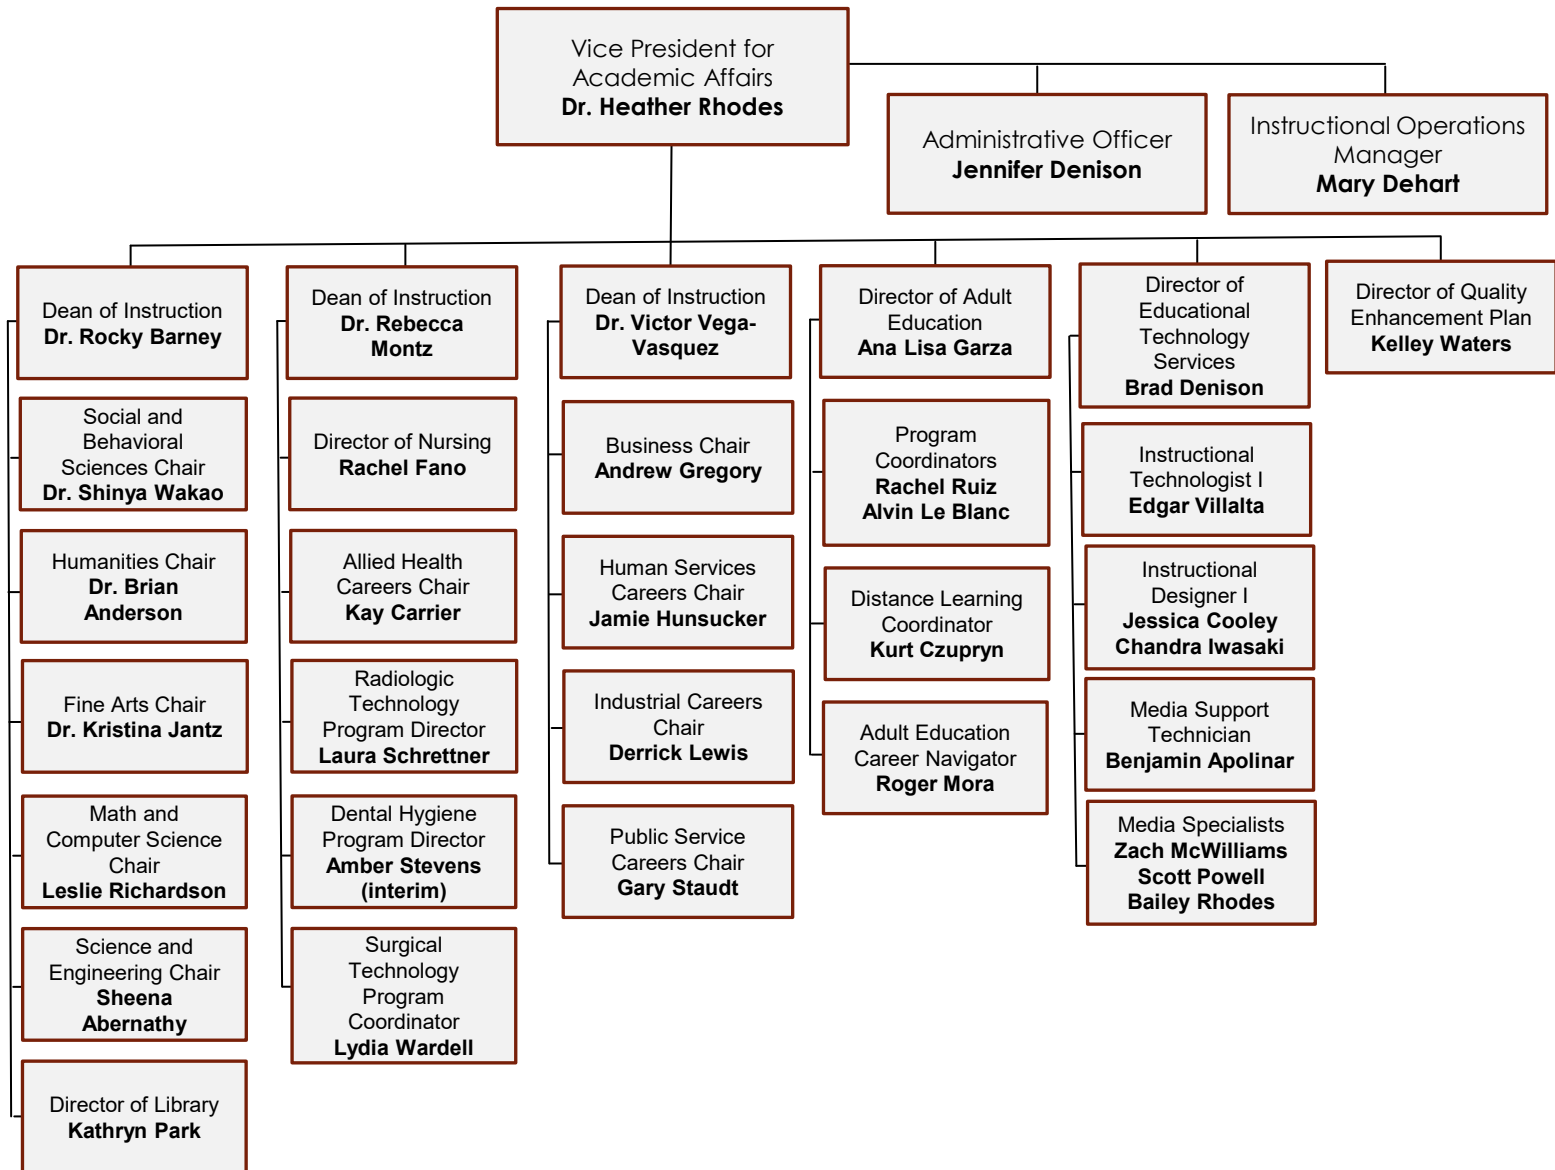 Vice President for
Academic Affairs
Dr. Heather Rhodes
Administrative Officer
Jennifer Denison
Instructional Operations
Manager
Mary Dehart
Dean of Instruction
Dr. Rocky Barney
Social and
Behavioral
Sciences Chair
Dr. Shinya Wakao
Humanities Chair
Dr. Brian
Anderson
Fine Arts Chair
Dr. Kristina Jantz
Math and
Computer Science
Chair
Leslie Richardson
Science and
Engineering Chair
Sheena
Abernathy
Director of Library
Kathryn Park
Dean of Instruction
Dr. Rebecca
Montz
Director of Nursing
Rachel Fano
Allied Health
Careers Chair
Kay Carrier
Radiologic
Technology
Program Director
Laura Schrettner
Dental Hygiene
Program Director
Amber Stevens
(interim)
Surgical
Technology
Program
Coordinator
Lydia Wardell
Dean of Instruction
Dr. Victor Vega-
Vasquez
Business Chair
Andrew Gregory
Human Services
Careers Chair
Jamie Hunsucker
Industrial Careers
Chair
Derrick Lewis
Public Service
Careers Chair
Gary Staudt
Director of Adult
Education
Ana Lisa Garza
Program
Coordinators
Rachel Ruiz
Alvin Le Blanc
Distance Learning
Coordinator
Kurt Czupryn
Adult Education
Career Navigator
Roger Mora
Director of
Educational
Technology
Services
Brad Denison
Instructional
Technologist I
Edgar Villalta
Instructional
Designer I
Jessica Cooley
Chandra Iwasaki
Media Support
Technician
Benjamin Apolinar
Media Specialists
Zach McWilliams
Scott Powell
Bailey Rhodes
Director of Quality
Enhancement Plan
Kelley Waters